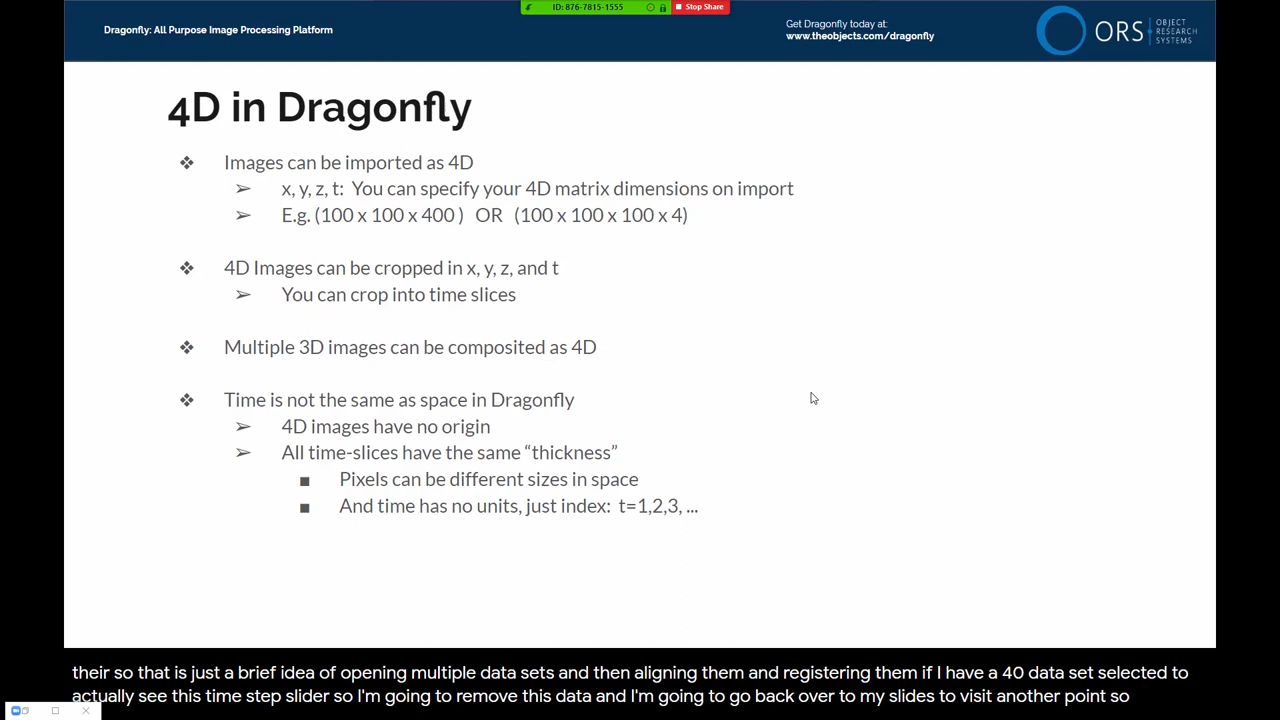 ID: 876-7815-1555
Stop Share
Dragonfly: All Purpose Image Processing Platform
Get Dragonfly today at:
www.theobjects.com/dragonfly
ORS
OBJECT
RESEARCH
SYSTEMS
4D in Dragonfly
❖ Images can be imported as 4D
➢ x, y, z, t: You can specify your 4D matrix dimensions on import
➢ E.g. (100 x 100 x 400 ) OR (100 x 100 x 100 x 4)
❖ 4D Images can be cropped in x, y, z, and t
➢ You can crop into time slices
❖ Multiple 3D images can be composited as 4D
❖ Time is not the same as space in Dragonfly
➢ 4D images have no origin
➢ All time-slices have the same “thickness”
■ Pixels can be different sizes in space
■ And time has no units, just index: t=1,2,3, ...
their so that is just a brief idea of opening multiple data sets and then aligning them and registering them if I have a 40 data set selected to
actually see this time step slider so I'm going to remove this data and I'm going to go back over to my slides to visit another point so